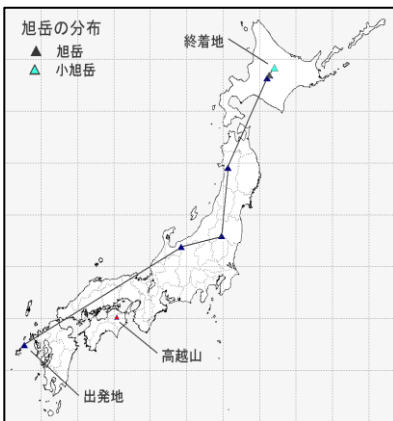 旭岳の分布
旭岳
小旭岳
終着地
高越山
出発地